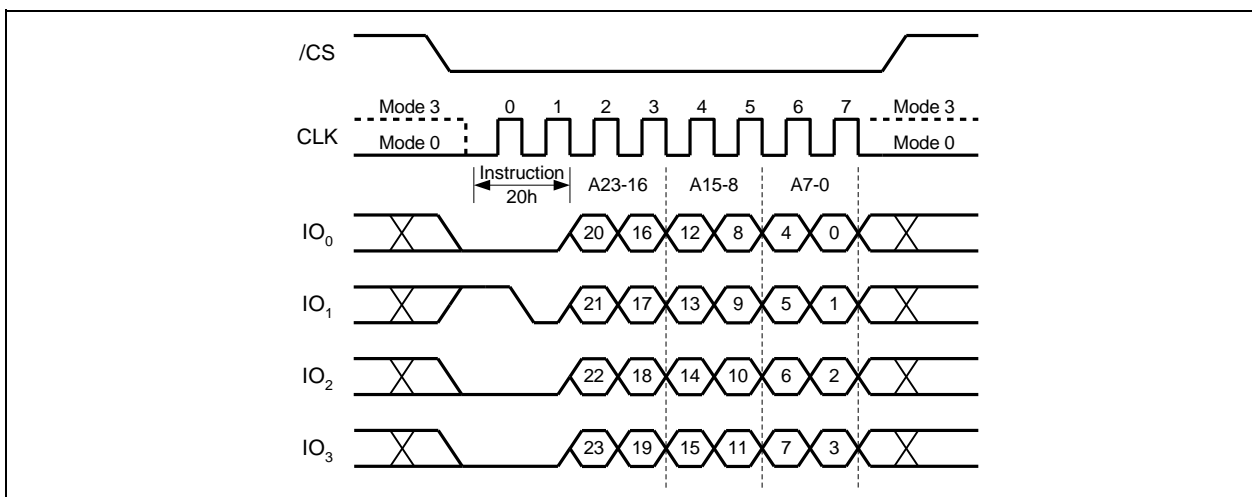 /CS
Mode 3 0 1 2 3 4 5 6 7 Mode 3
CLK
Mode 0 Mode 0
Instruction A23-16 A15-8 A7-0
20h
IO0 20 16 12 8 4 0
IO1 21 17 13 9 5 1
IO2 22 18 14 10 6 2
IO3 23 19 15 11 7 3